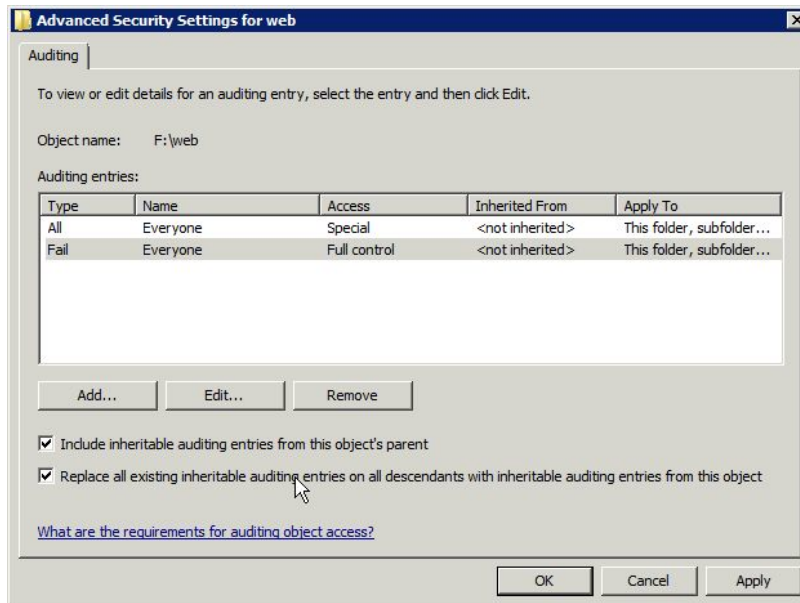 Advanced Security Settings for web
Auditing
To view or edit details for an auditing entry, select the entry and then click Edit.
Object name: F:\web
Auditing entries:
Type Name Access Inherited From Apply To
All Everyone Special <not inherited> This folder, subfolder...
Fail Everyone Full control <not inherited> This folder, subfolder...
Add... Edit... Remove
Include inheritable auditing entries from this object's parent
Replace all existing inheritable auditing entries on all descendants with inheritable auditing entries from this object
What are the requirements for auditing object access?
OK Cancel Apply